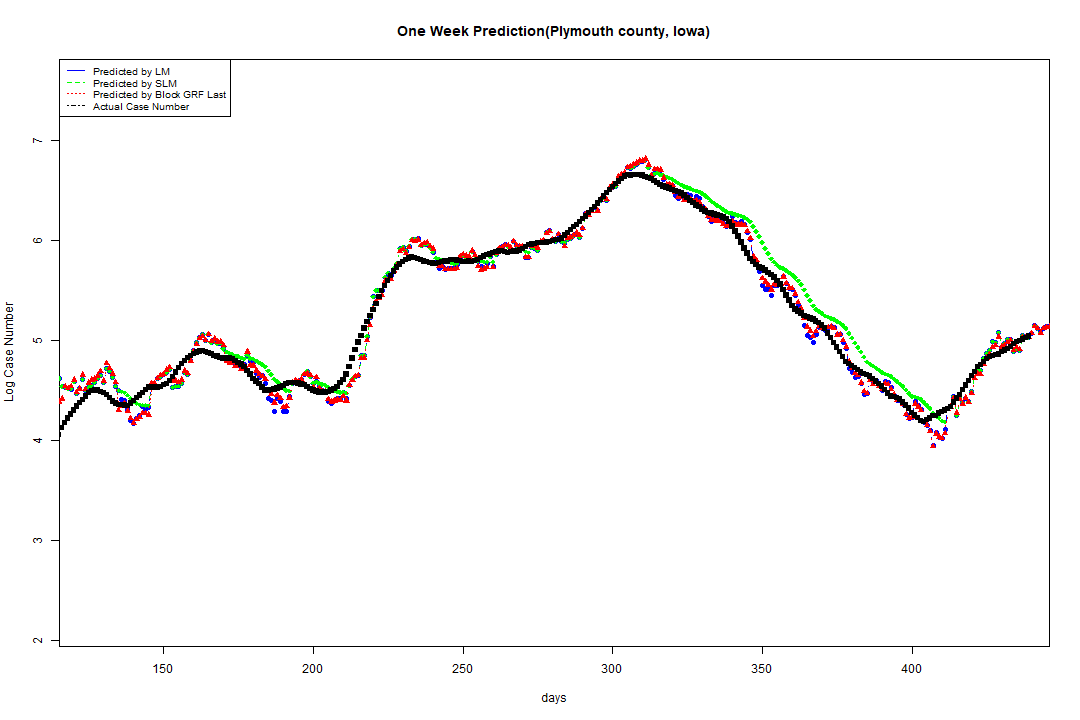 One Week Prediction(Plymouth county, Iowa)
Predicted by LM
Predicted by SLM
Predicted by Block GRF Last
Actual Case Number
7
6
5
4
3
2
Log Case Number
150 200 250 300 350 400
days